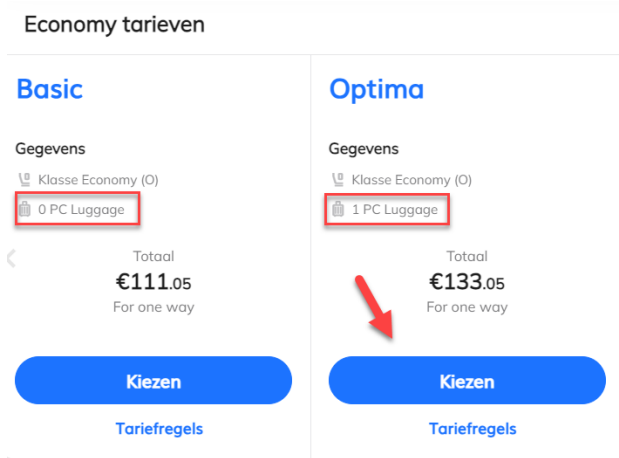 Economy tarieven
Basic
Gegevens
Klasse Economy (O)
0 PC Luggage
Totaal
€111.05
For one way
Kiezen
Tariefregels
Optima
Gegevens
Klasse Economy (O)
1 PC Luggage
Totaal
€133.05
For one way
Kiezen
Tariefregels